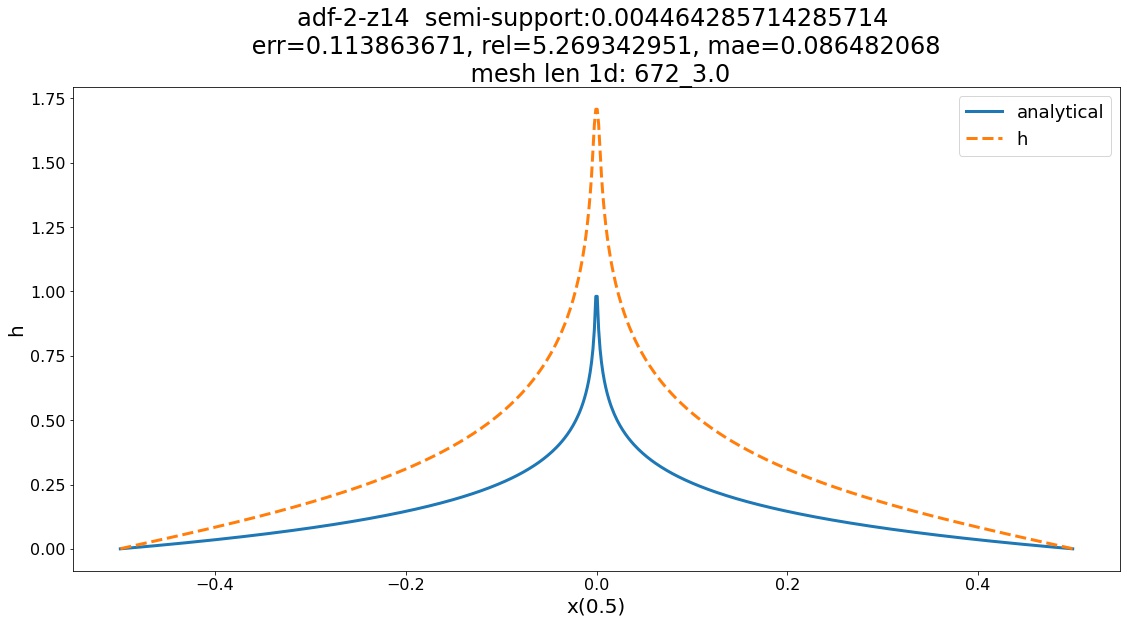 adf-2-z14  semi-support:0.004464285714285714
err=0.113863671, rel=5.269342951, mae=0.086482068
mesh len 1d: 672_3.0
analytical
h
1.75
1.50
1.25
1.00
0.75
0.50
0.25
0.00
h
−0.4
−0.2
0.0
0.2
0.4
x(0.5)